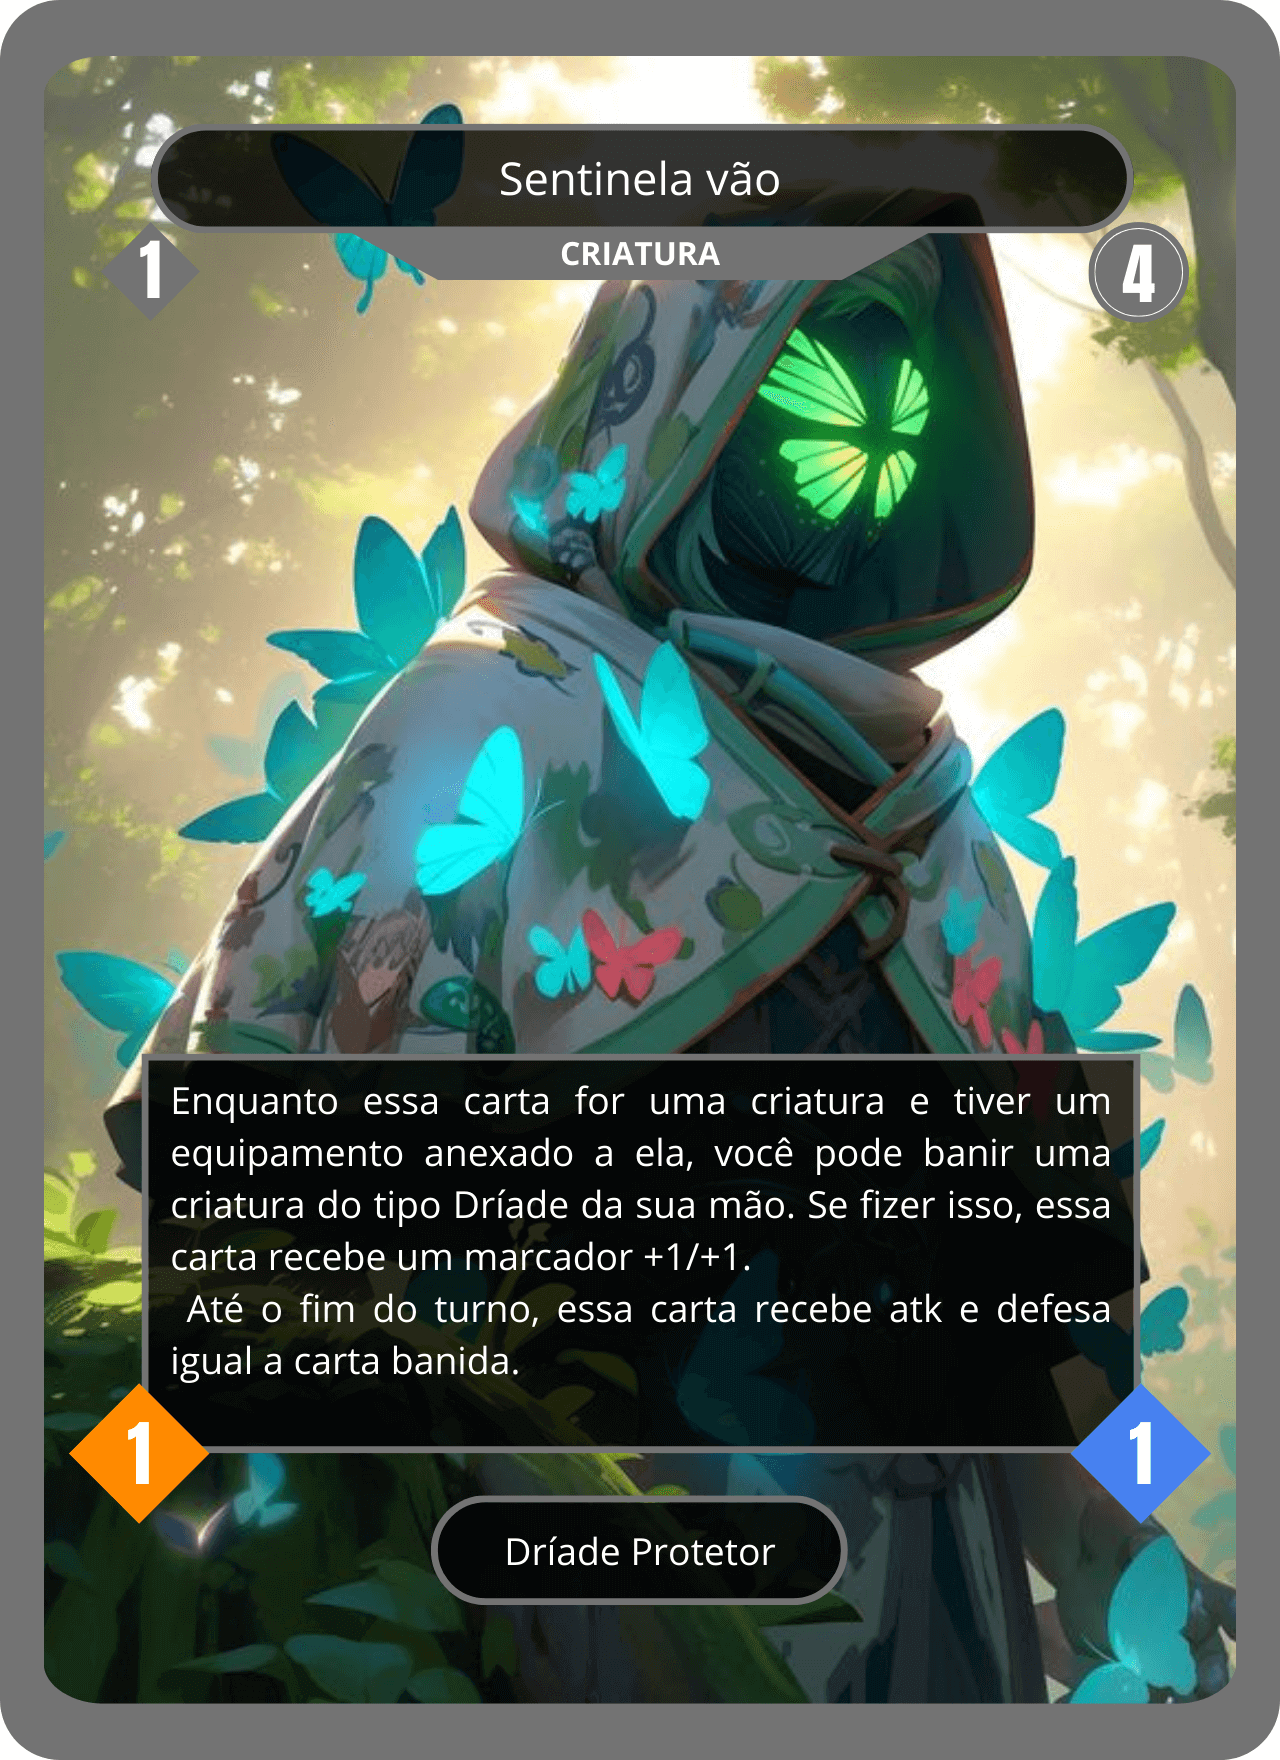 Sentinela vão
CRIATURA
1
4
Enquanto essa carta for uma criatura e tiver um
equipamento anexado a ela, você pode banir uma
criatura do tipo Dríade da sua mão. Se fizer isso, essa
carta recebe um marcador +1/+1.
Até o fim do turno, essa carta recebe atk e defesa
igual a carta banida.
1
1
Dríade Protetor